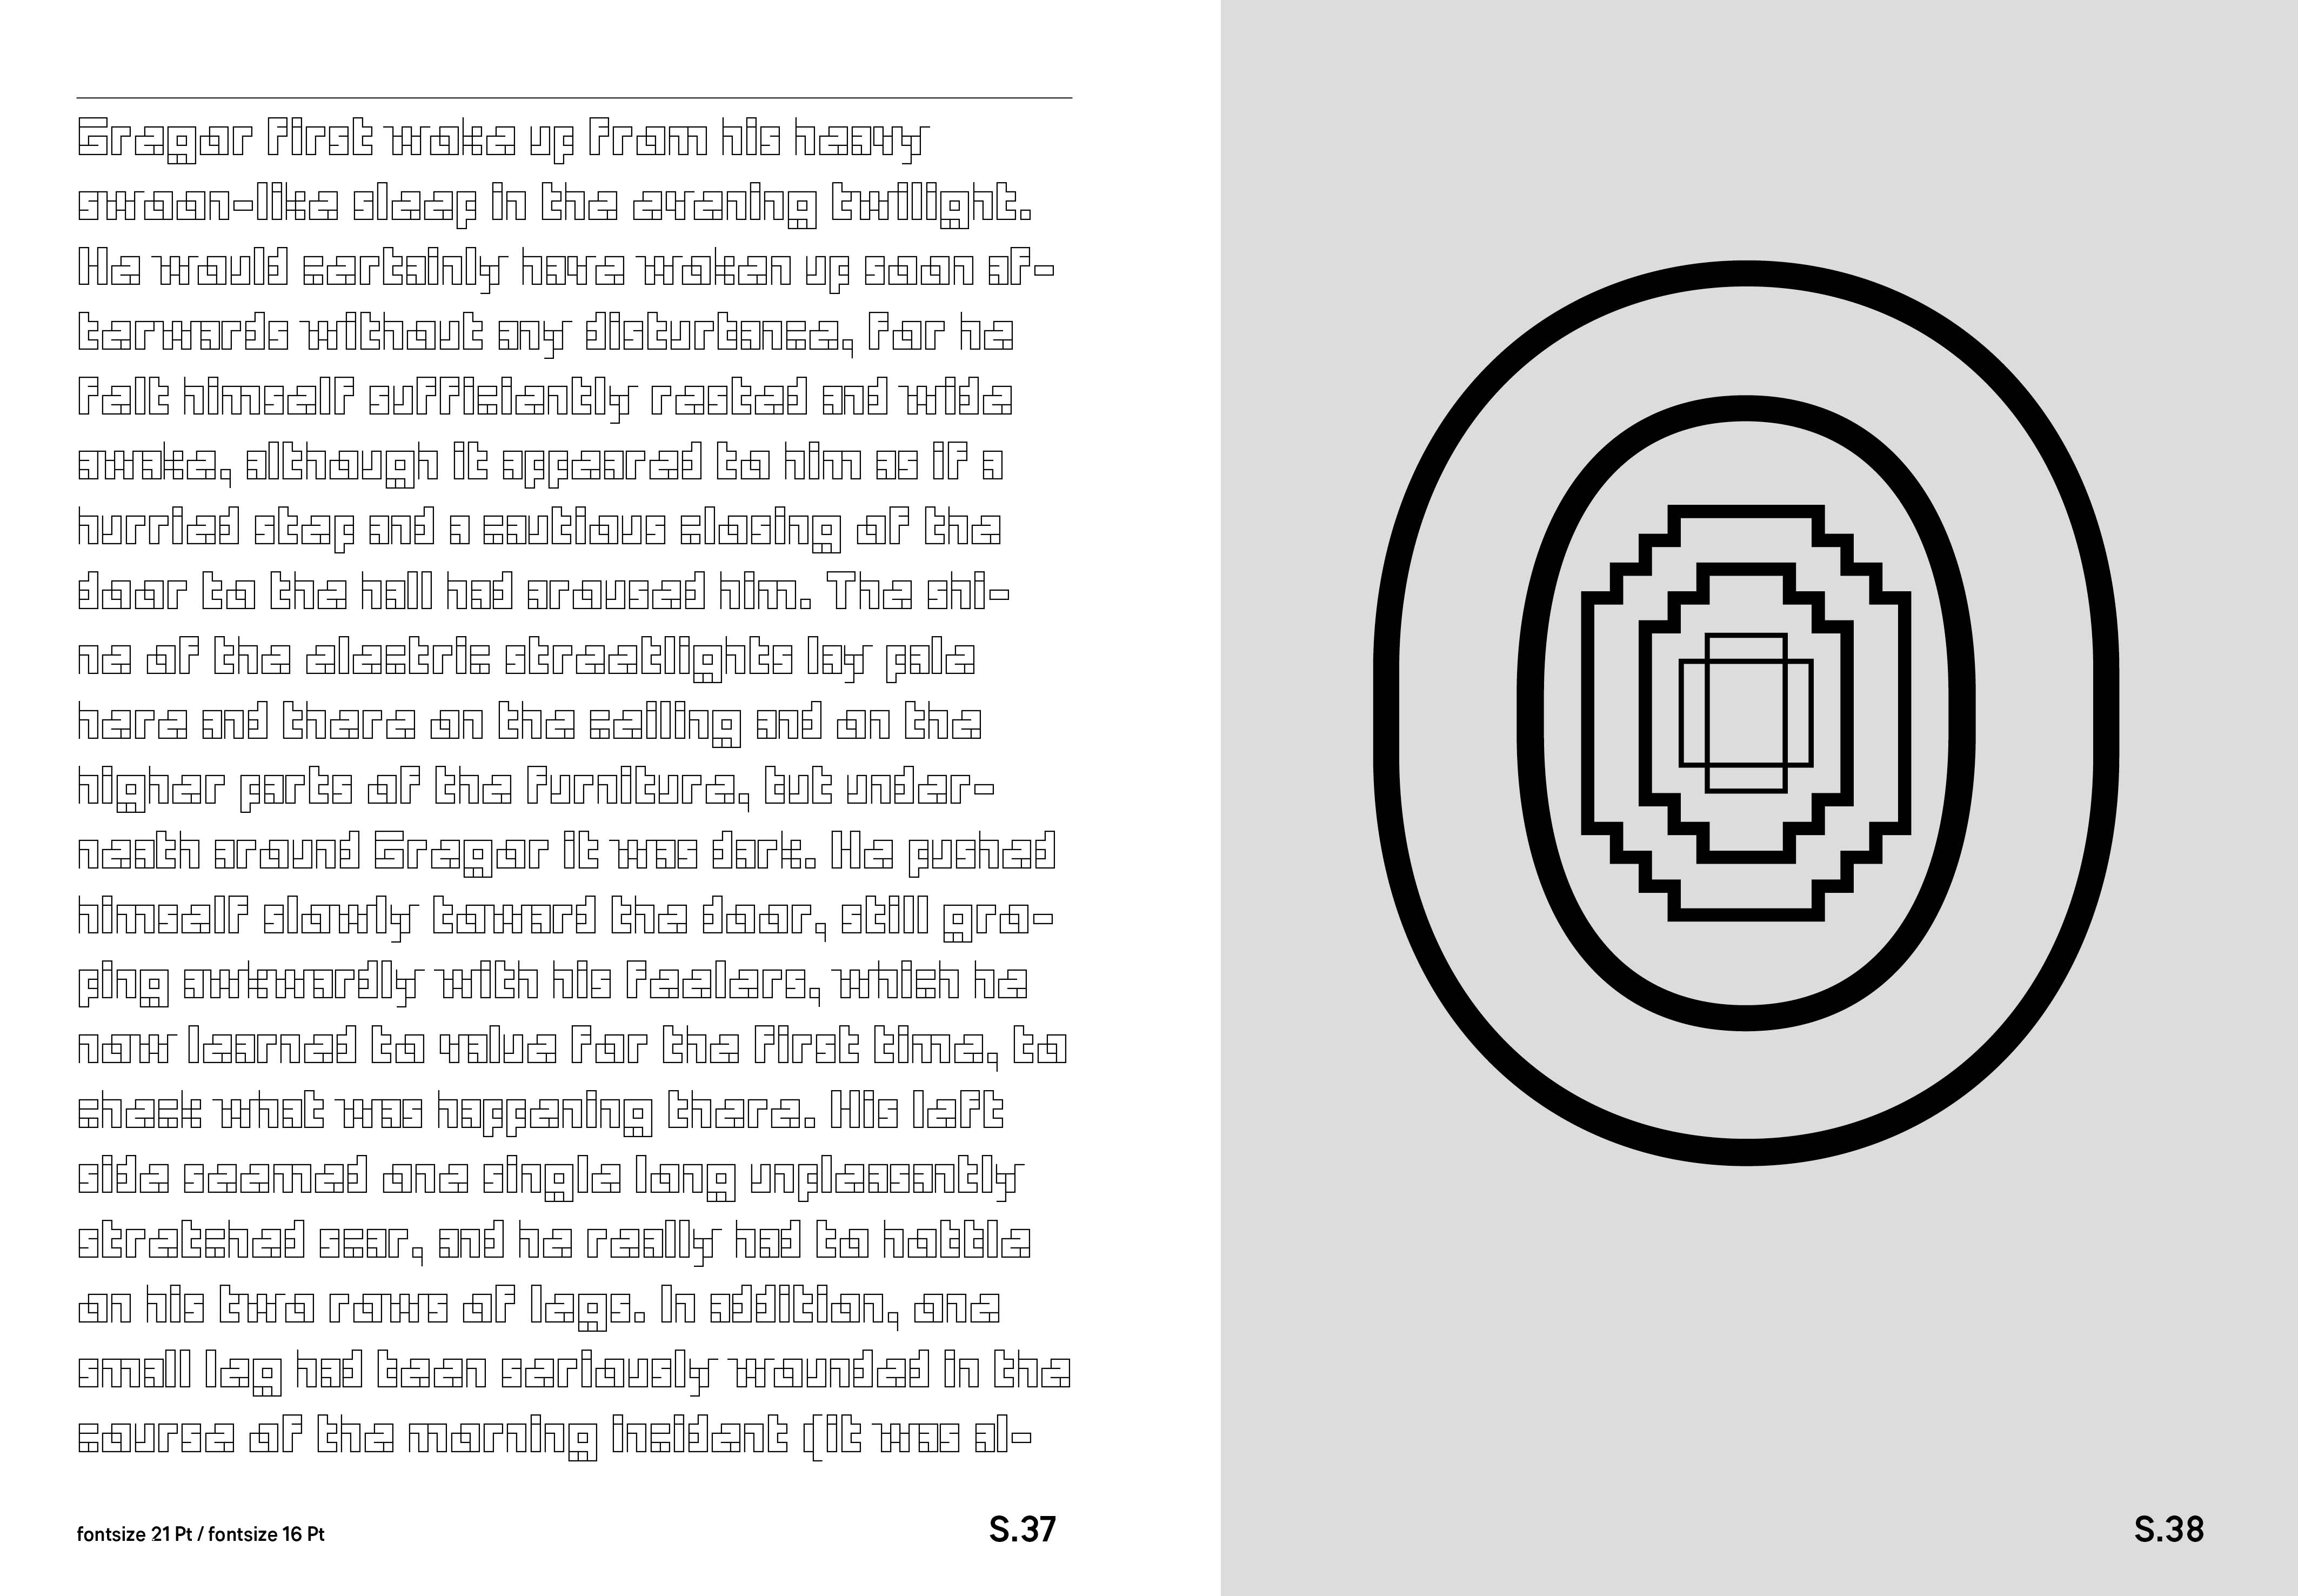 Gregor first woke up from his heavy
swoon-like sleep in the evening twilight.
He would certainly have woken up soon af-
terwards without any disturbance, for he
felt himself sufficiently rested and wide
awake, although it appeared to him as if a
hurried step and a cautious closing of the
door to the hall had aroused him. The shi-
ne of the electric streetlights lay pale
here and there on the ceiling and on the
higher parts of the furniture, but under-
neath around Gregor it was dark. He pushed
himself slowly toward the door, still gro-
ping awkwardly with his feelers, which he
now learned to value for the first time, to
check what was happening there. His left
side seemed one single long unpleasantly
stretched scar, and he really had to hobble
on his two rows of legs. In addition, one
small leg had been seriously wounded in the
course of the morning incident (it was al-
fontsize 21 Pt / fontsize 16 Pt
S.37
S.38